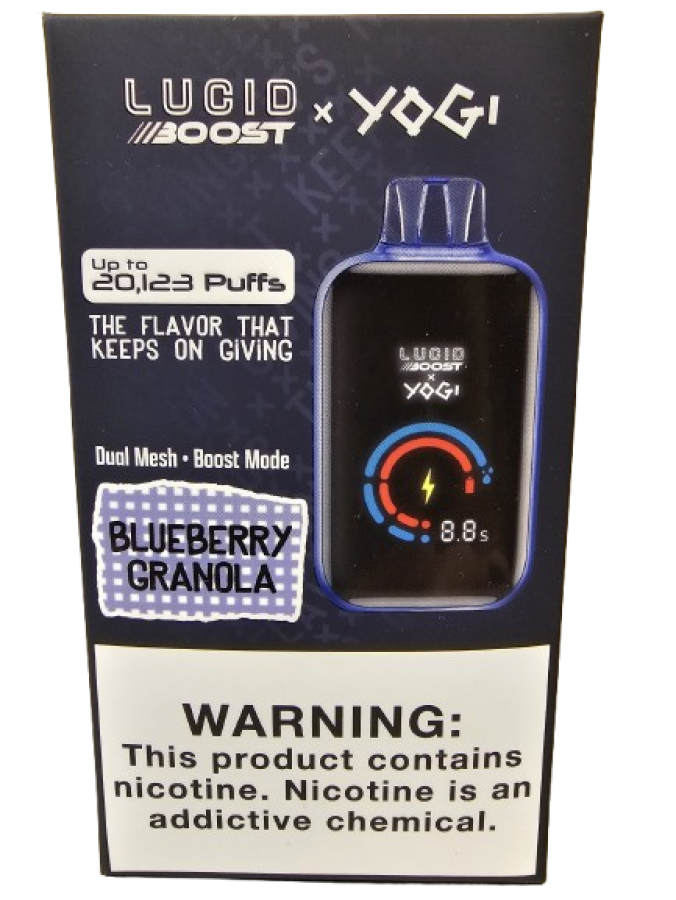 LUCID
BOOST x YOGI
Up to
20,123 Puffs
THE FLAVOR THAT
KEEPS ON GIVING
LUCID
BOOST
x
YOGI
8.8s
Dual Mesh • Boost Mode
BLUEBERRY
GRANOLA
WARNING:
This product contains
nicotine. Nicotine is an
addictive chemical.